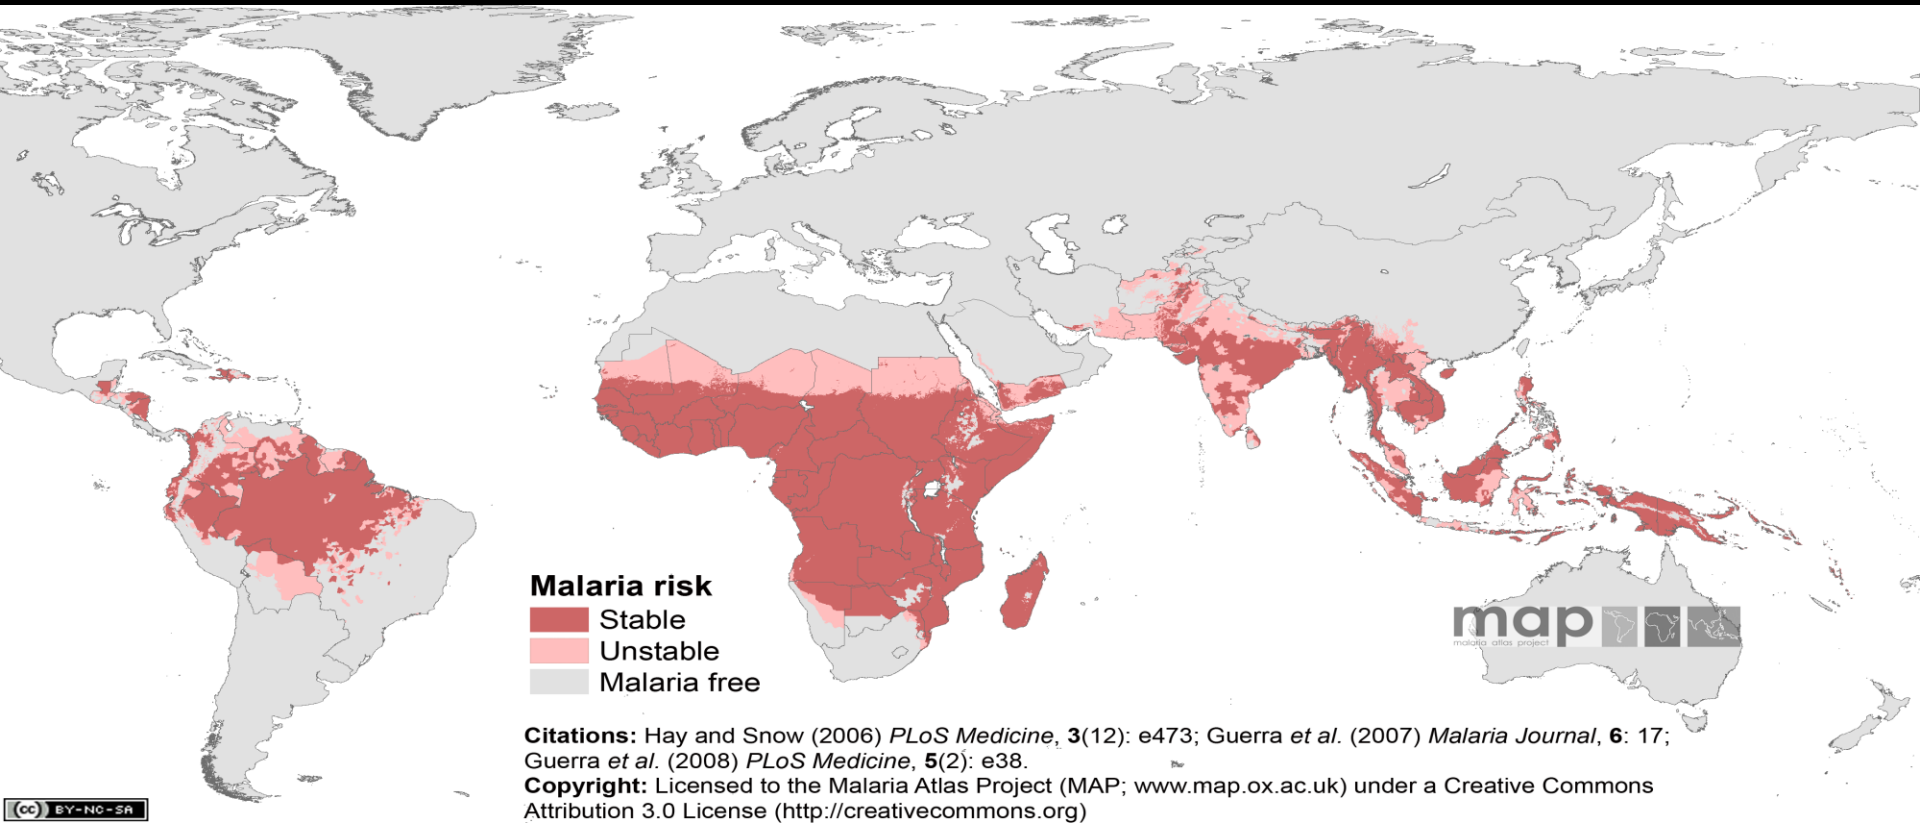 Malaria risk
Stable
Unstable
Malaria free
map
malaria atlas project
Citations: Hay and Snow (2006) PLoS Medicine, 3(12): e473; Guerra et al. (2007) Malaria Journal, 6: 17;
Guerra et al. (2008) PLoS Medicine, 5(2): e38.
Copyright: Licensed to the Malaria Atlas Project (MAP; www.map.ox.ac.uk) under a Creative Commons
Attribution 3.0 License (http://creativecommons.org)
cc BY-NC-SA